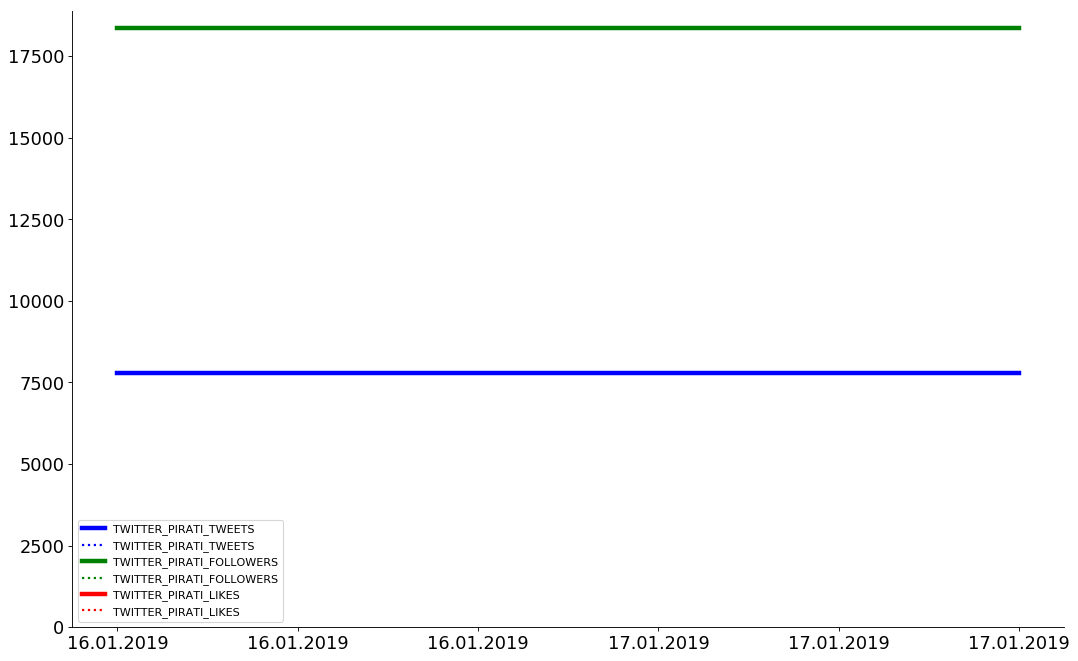 17500
15000
12500
10000
7500
5000
2500
0
TWITTER_PIRATI_TWEETS
TWITTER_PIRATI_TWEETS
TWITTER_PIRATI_FOLLOWERS
TWITTER_PIRATI_FOLLOWERS
TWITTER_PIRATI_LIKES
TWITTER_PIRATI_LIKES
16.01.2019 16.01.2019 16.01.2019 17.01.2019 17.01.2019 17.01.2019